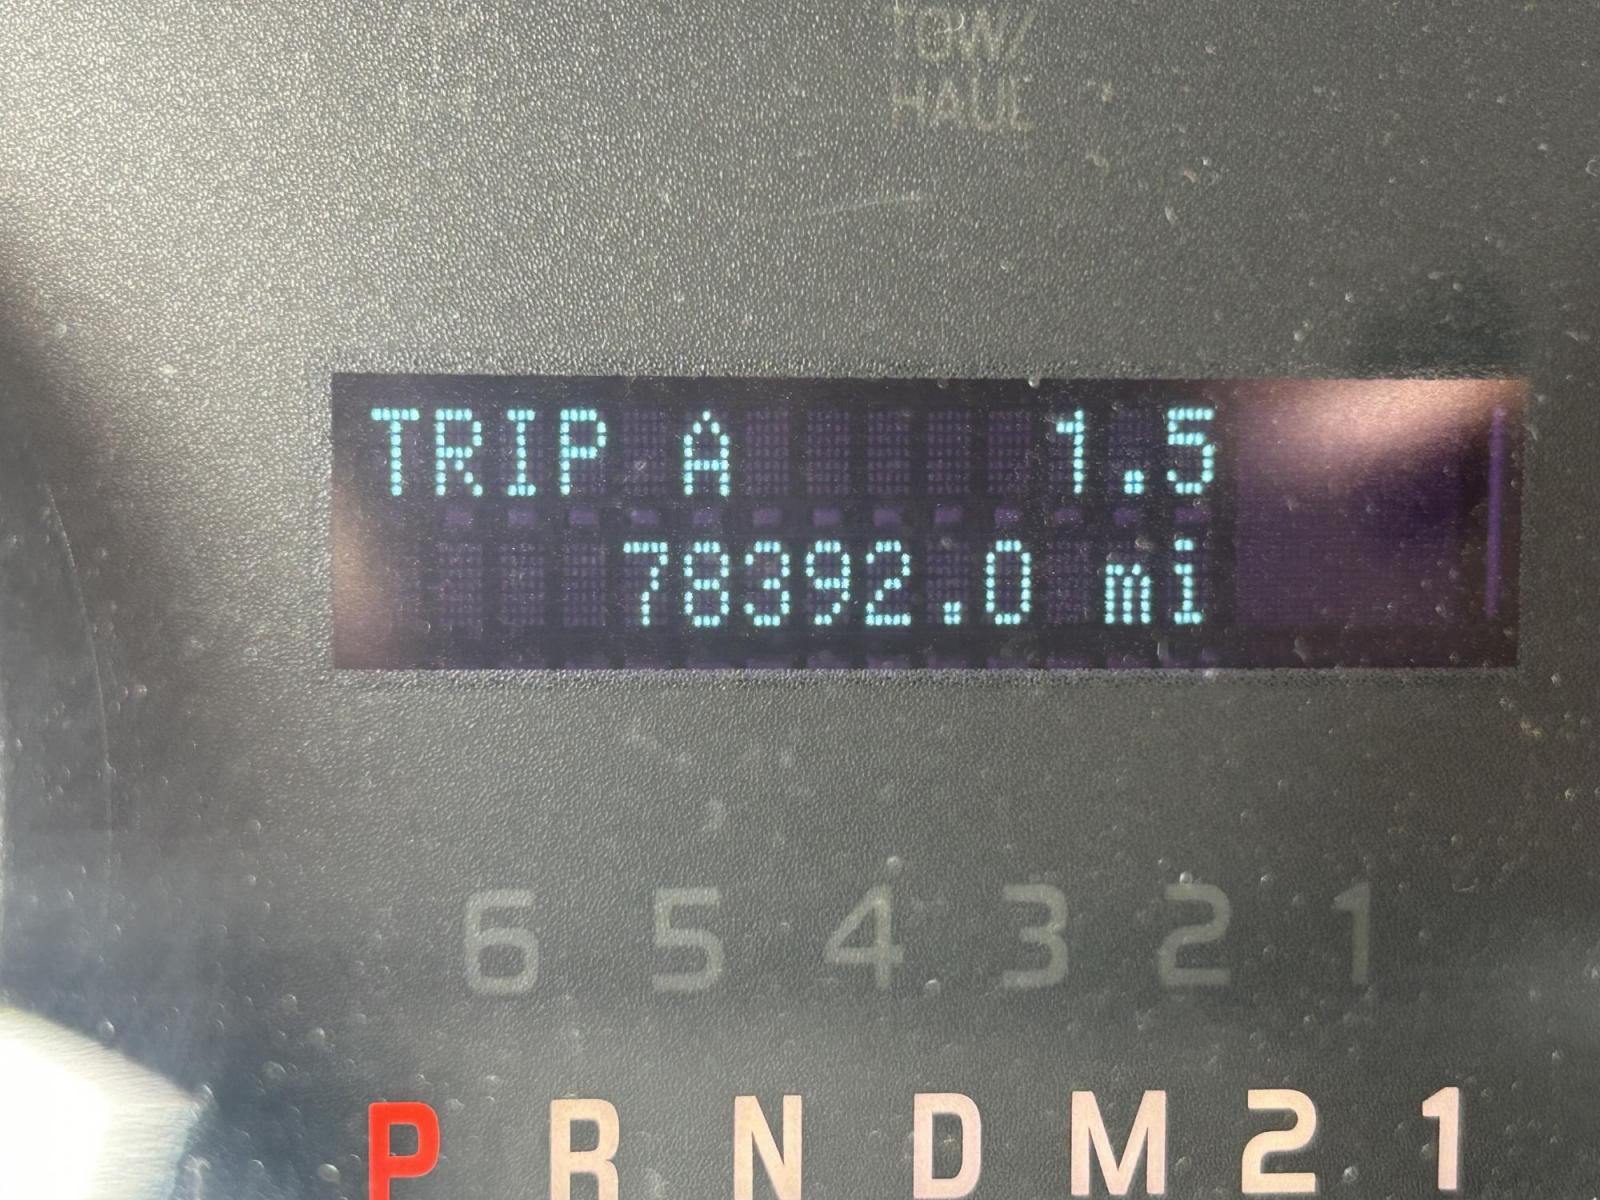 TOW/
HAUL
TRIP A 1.5
78392.0 mi
6 5 4 3 2 1
P R N D M 2 1